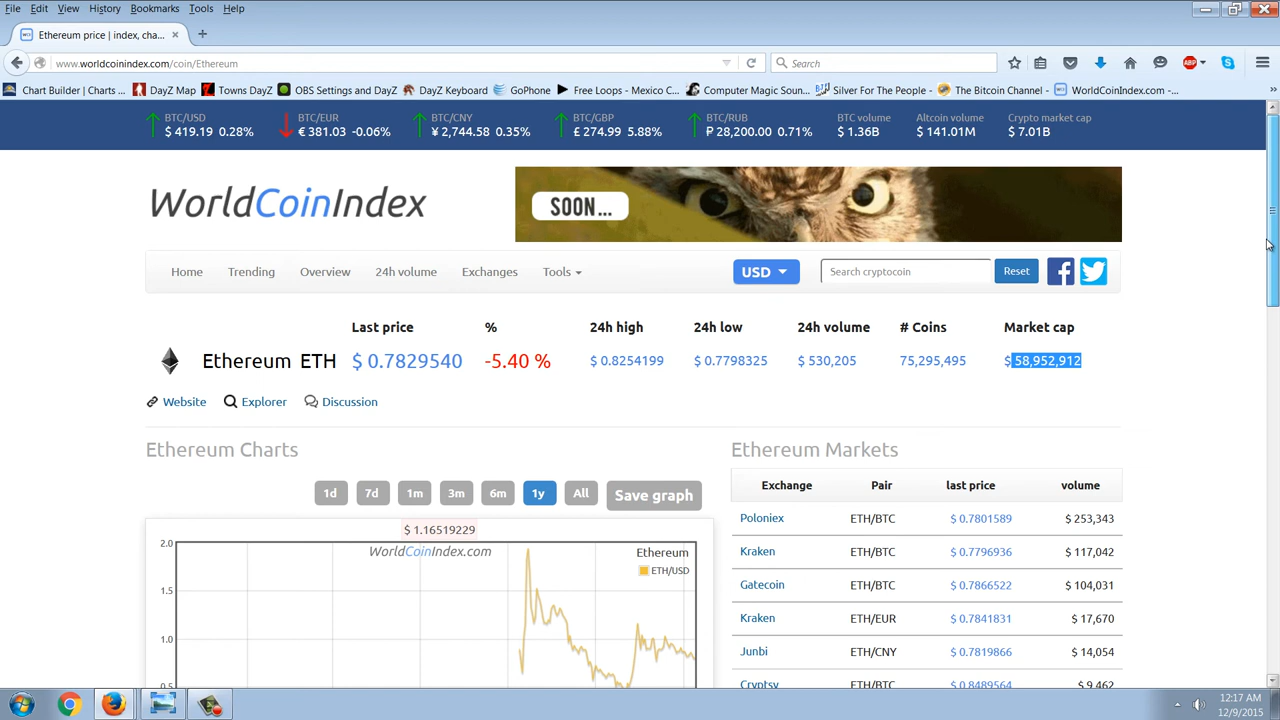 File Edit View History Bookmarks Tools Help
Ethereum price | index, cha...
www.worldcoinindex.com/coin/Ethereum
Search
ABP
Chart Builder | Charts ... DayZ Map Towns DayZ OBS Settings And DayZ DayZ Keyboard GoPhone Free Loops - Mexico C... Computer Magic Soun... Silver For The People - ... The Bitcoin Channel - ... WorldCoinIndex.com -...
BTC/USD BTC/EUR BTC/CNY BTC/GBP BTC/RUB BTC volume Altcoin volume Crypto market cap
$ 419.19 0.28% € 381.03 -0.06% ¥ 2,744.58 0.35% £ 274.99 5.88% ₽ 28,200.00 0.71% $ 1.36B $ 141.01M $ 7.01B
WorldCoinIndex
SOON...
Home Trending Overview 24h volume Exchanges Tools USD Search cryptocoin Reset
Last price % 24h high 24h low 24h volume # Coins Market cap
Ethereum ETH $ 0.7829540 -5.40 % $ 0.8254199 $ 0.7798325 $ 530,205 75,295,495 $ 58,952,912
Website Explorer Discussion
Ethereum Charts
1d 7d 1m 3m 6m 1y All Save graph
$ 1.16519229
2.0
WorldCoinIndex.com
Ethereum
ETH/USD
1.5
1.0
0.5
Ethereum Markets
Exchange Pair last price volume
Poloniex ETH/BTC $ 0.7801589 $ 253,343
Kraken ETH/BTC $ 0.7796936 $ 117,042
Gatecoin ETH/BTC $ 0.7866522 $ 104,031
Kraken ETH/EUR $ 0.7841831 $ 17,670
Junbi ETH/CNY $ 0.7819866 $ 14,054
Cryptsy ETH/BTC $ 0.8489564 $ 9,462
12:17 AM
12/9/2015